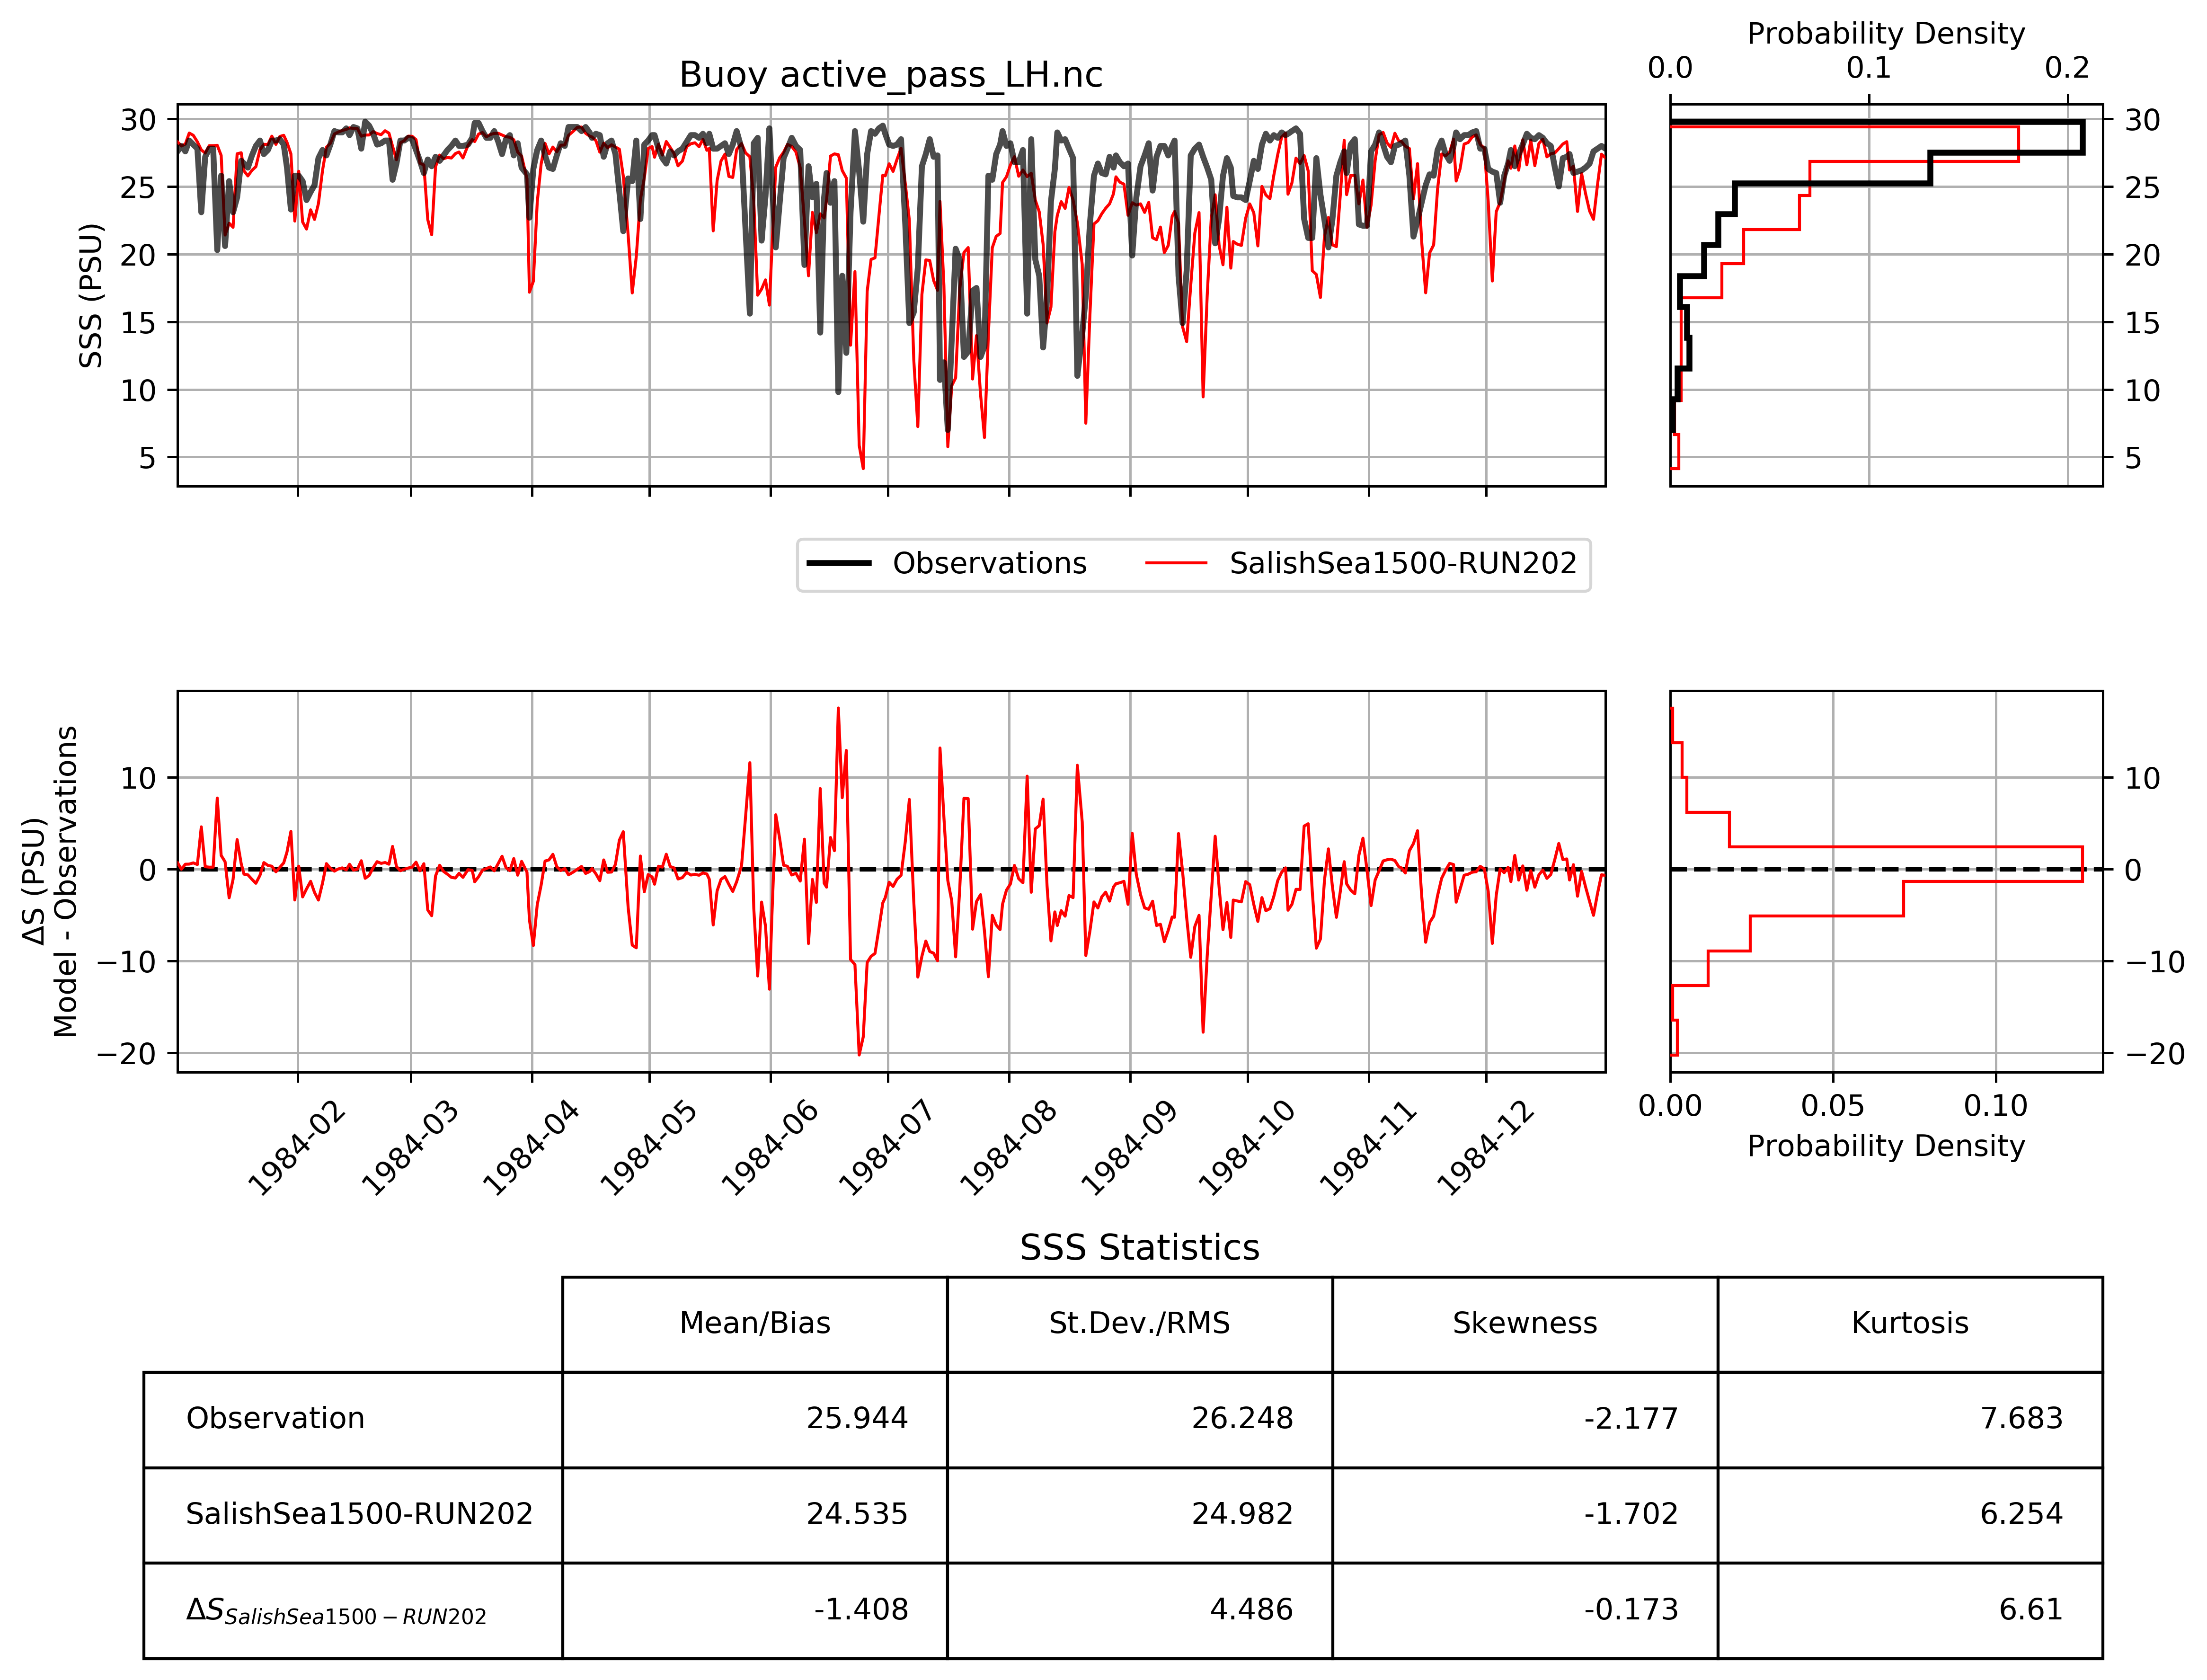 Probability Density
0.0 0.1 0.2
Buoy active_pass_LH.nc
SSS (PSU)
30
25
20
15
10
5
30
25
20
15
10
5
Observations SalishSea1500-RUN202
ΔS (PSU)
Model - Observations
10
0
−10
−20
10
0
−10
−20
1984-02 1984-03 1984-04 1984-05 1984-06 1984-07 1984-08 1984-09 1984-10 1984-11 1984-12
0.00 0.05 0.10
Probability Density
SSS Statistics
Mean/Bias St.Dev./RMS Skewness Kurtosis
Observation 25.944 26.248 -2.177 7.683
SalishSea1500-RUN202 24.535 24.982 -1.702 6.254
ΔS SalishSea1500−RUN202 -1.408 4.486 -0.173 6.61